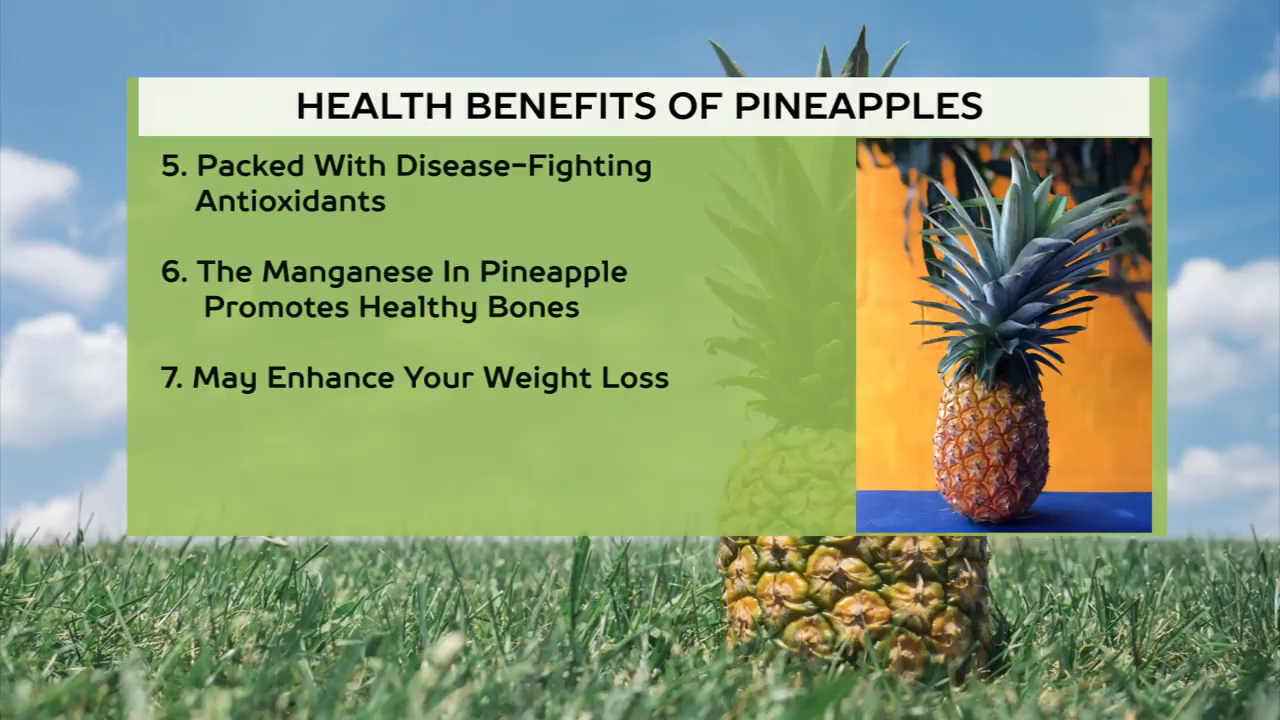 HEALTH BENEFITS OF PINEAPPLES
5. Packed With Disease-Fighting
Antioxidants
6. The Manganese In Pineapple
Promotes Healthy Bones
7. May Enhance Your Weight Loss